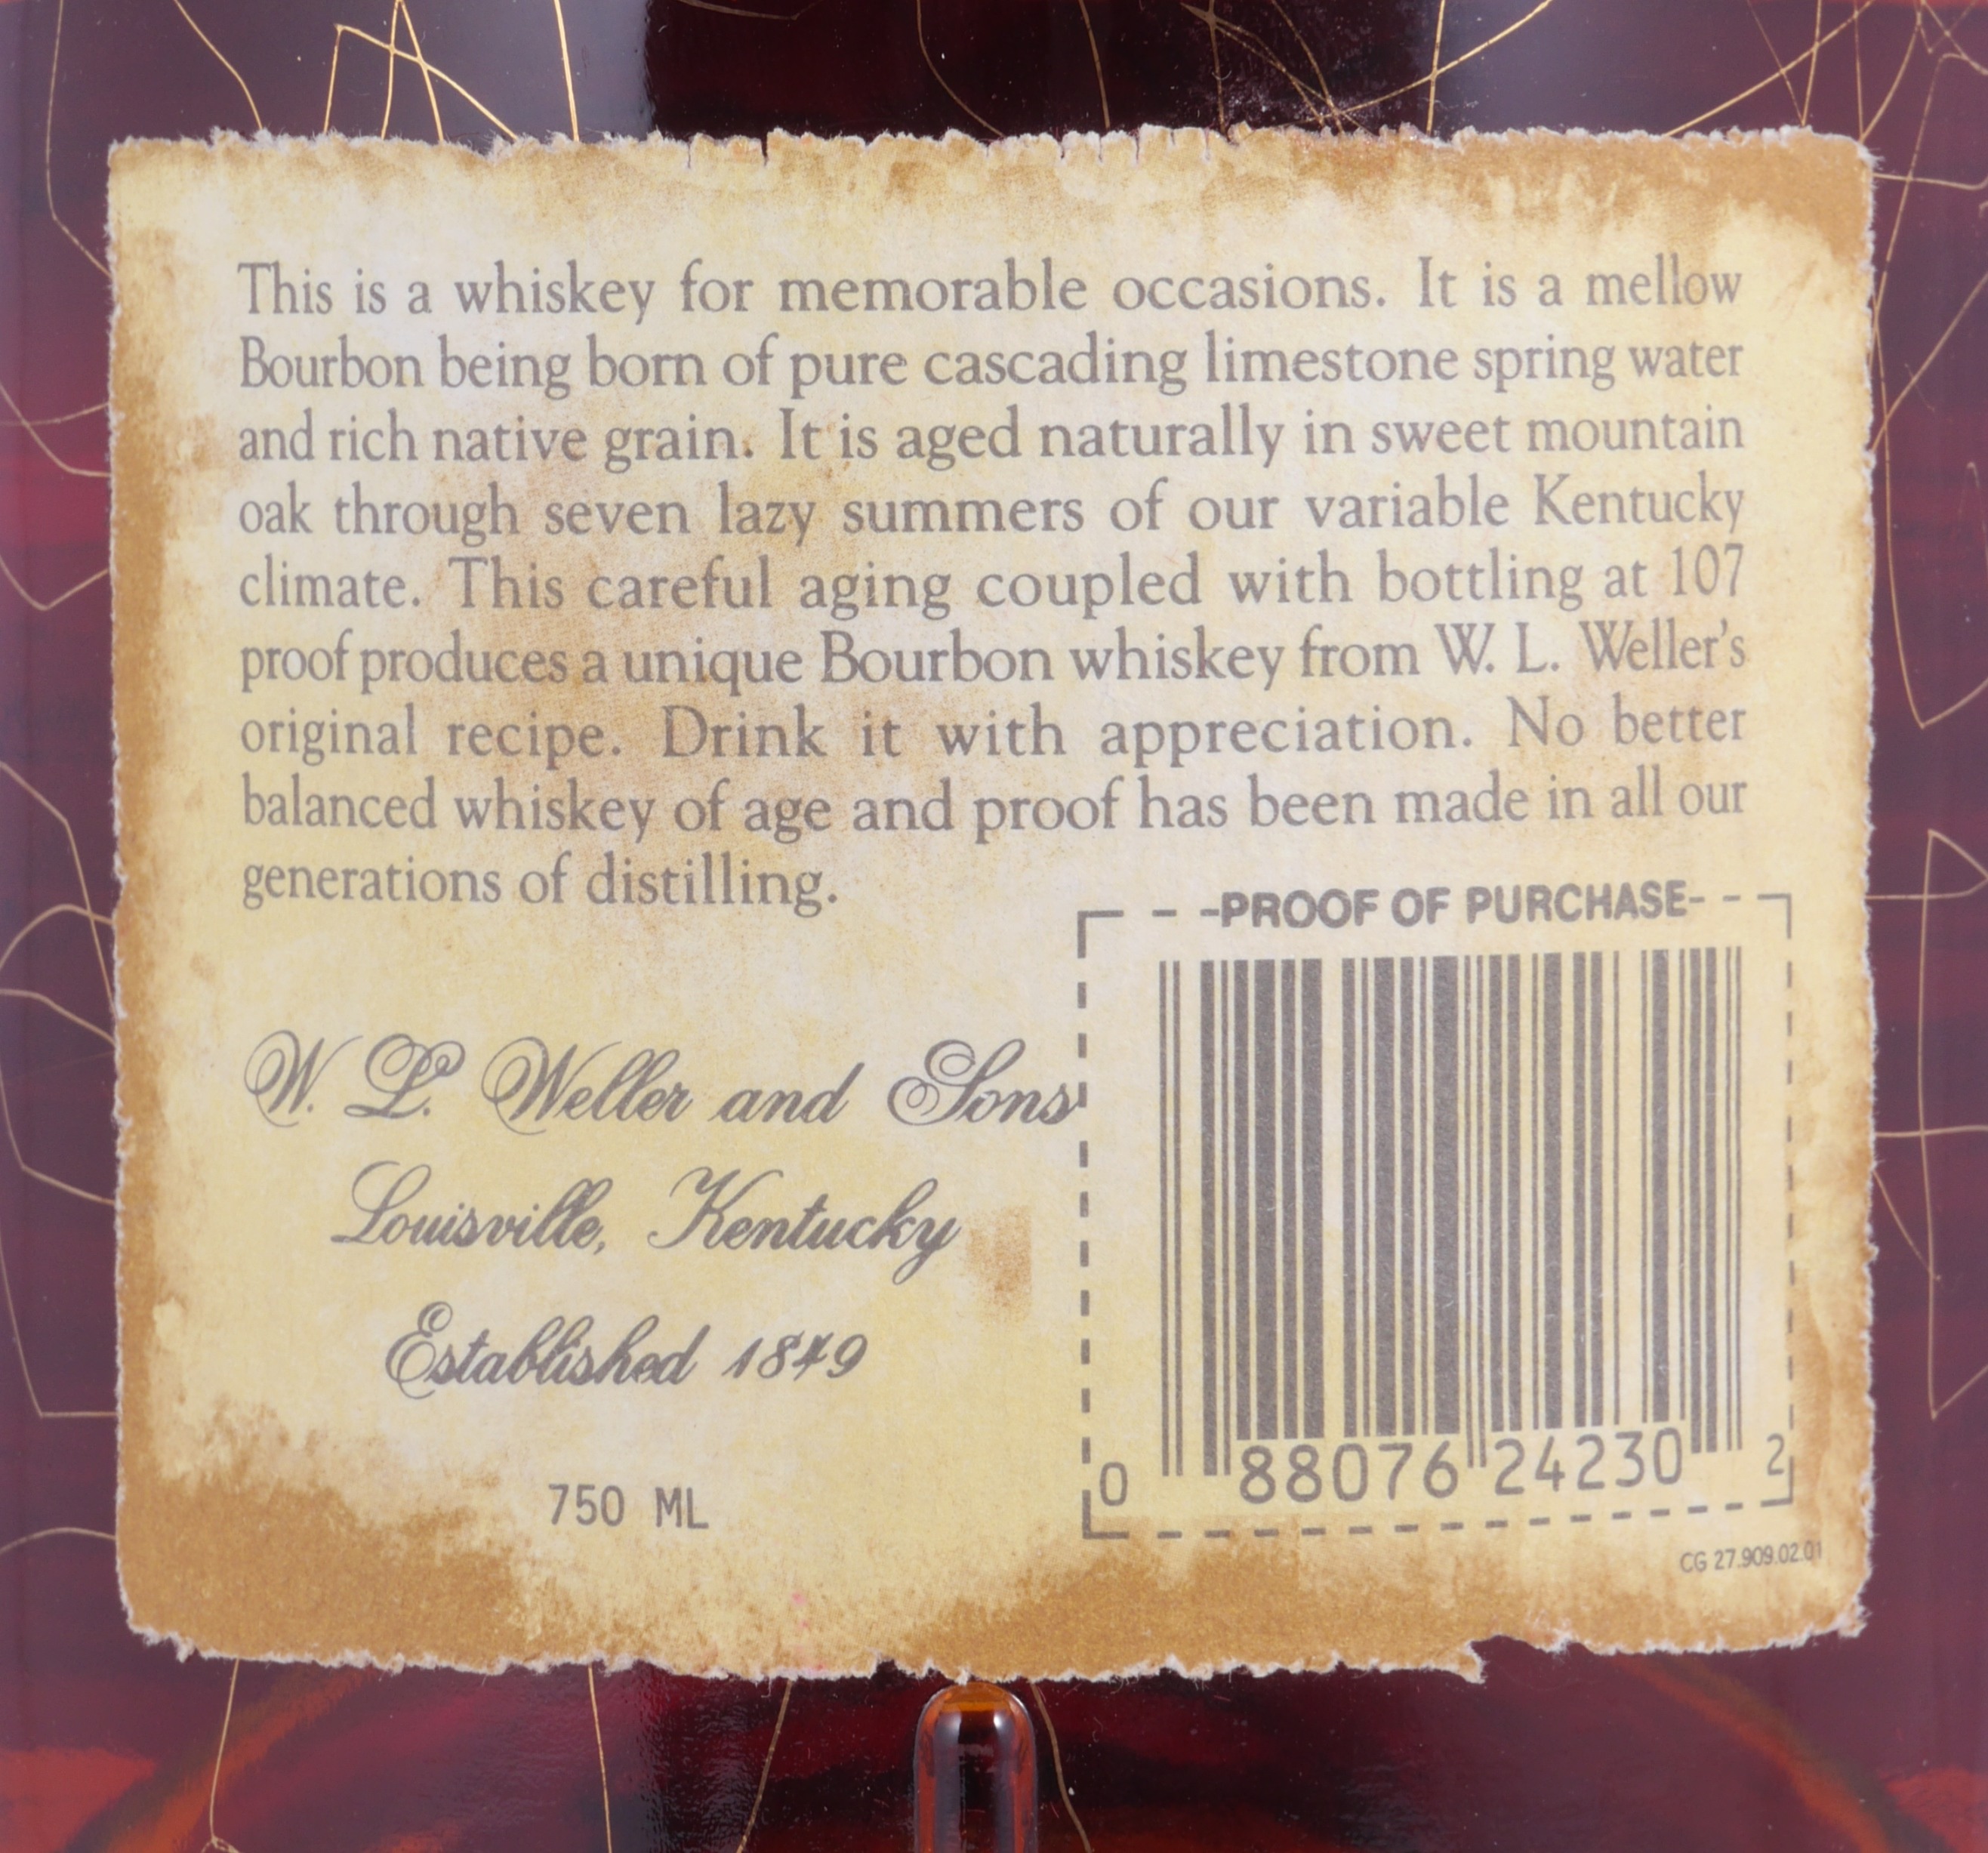 This is a whiskey for memorable occasions. It is a mellow
Bourbon being born of pure cascading limestone spring water
and rich native grain. It is aged naturally in sweet mountain
oak through seven lazy summers of our variable Kentucky
climate. This careful aging coupled with bottling at 107
proof produces a unique Bourbon whiskey from W. L. Weller's
original recipe. Drink it with appreciation. No better
balanced whiskey of age and proof has been made in all our
generations of distilling.
-PROOF OF PURCHASE-
W. L. Weller and Sons
Louisville, Kentucky
Established 1849
750 ML
0 88076 24230 2
CG 27.909.02.01